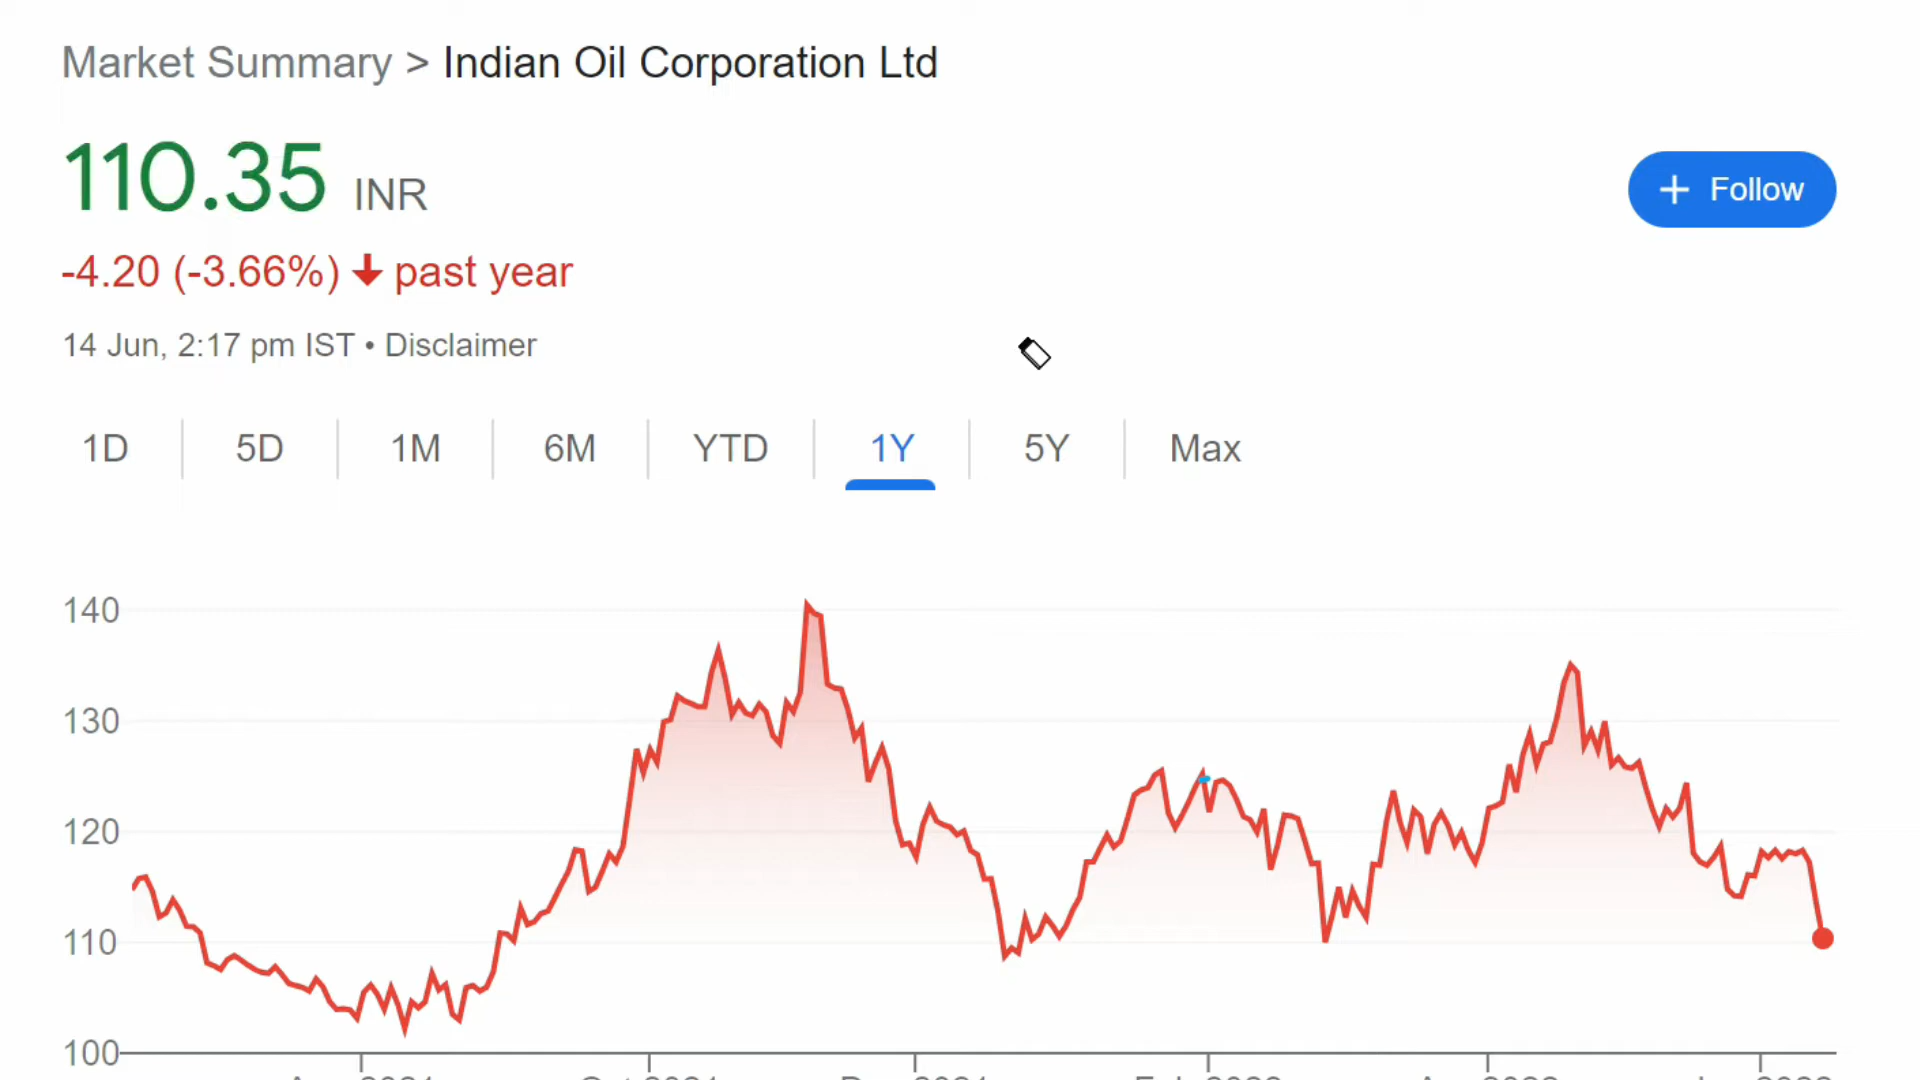 Market Summary > Indian Oil Corporation Ltd
110.35 INR
+ Follow
-4.20 (-3.66%) ↓ past year
14 Jun, 2:17 pm IST • Disclaimer
1D 5D 1M 6M YTD 1Y 5Y Max
140
130
120
110
100